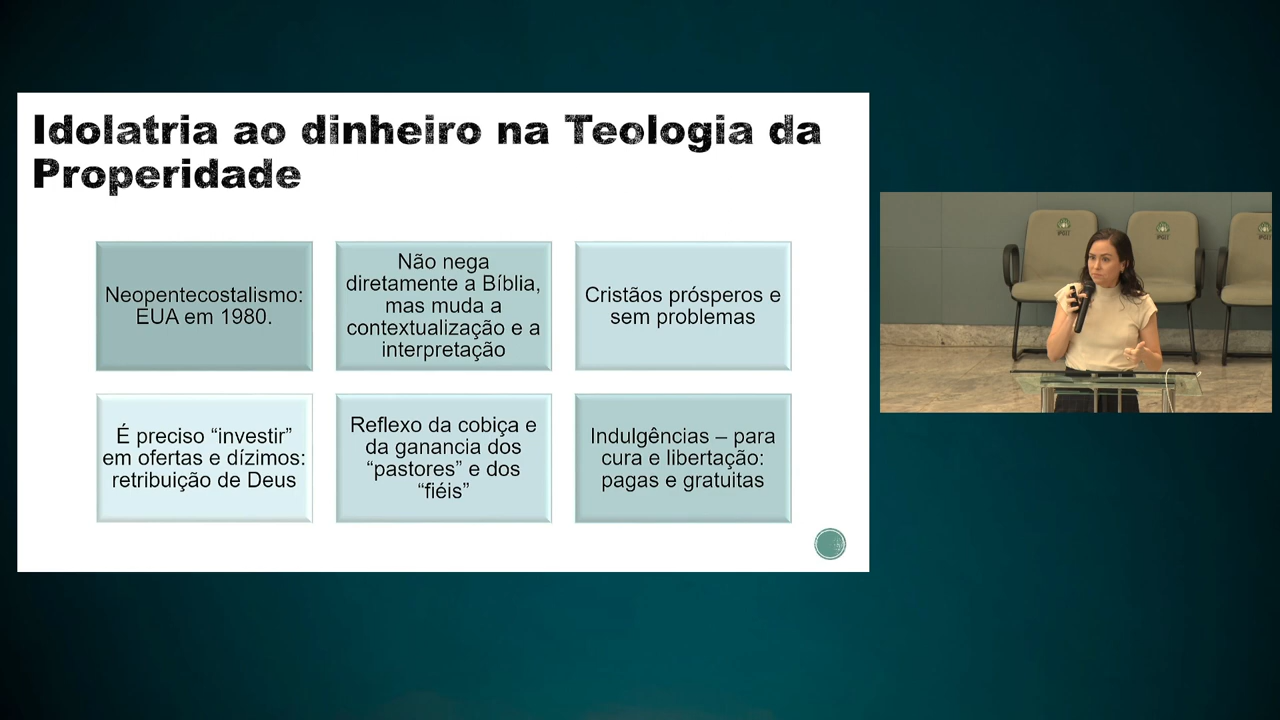 Idolatria ao dinheiro na Teologia da
Properidade
Neopentecostalismo:
EUA em 1980.
Não nega
diretamente a Bíblia,
mas muda a
contextualização e a
interpretação
Cristãos prósperos e
sem problemas
É preciso “investir”
em ofertas e dízimos:
retribuição de Deus
Reflexo da cobiça e
da ganancia dos
“pastores” e dos
“fiéis”
Indulgências – para
cura e libertação:
pagas e gratuitas